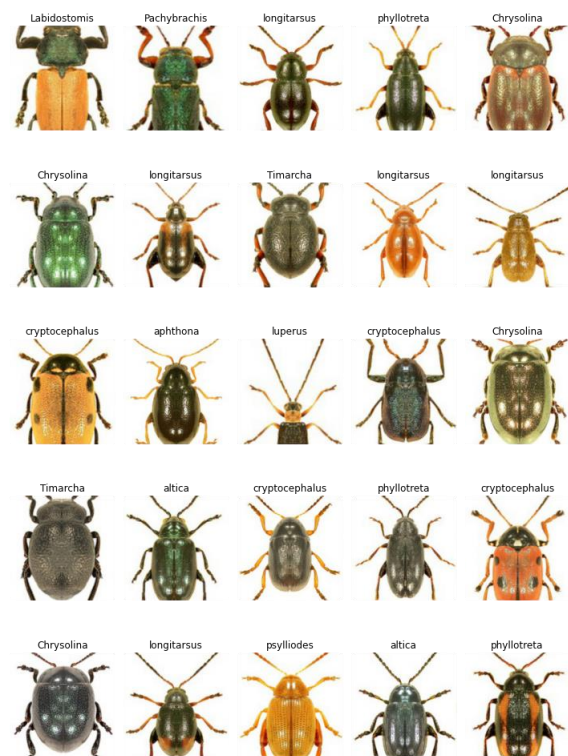 Labidostomis Pachybrachis longitarsus phyllotreta Chrysolina
Chrysolina longitarsus Timarcha longitarsus longitarsus
cryptocephalus aphthona luperus cryptocephalus Chrysolina
Timarcha altica cryptocephalus phyllotreta cryptocephalus
Chrysolina longitarsus psylliodes altica phyllotreta